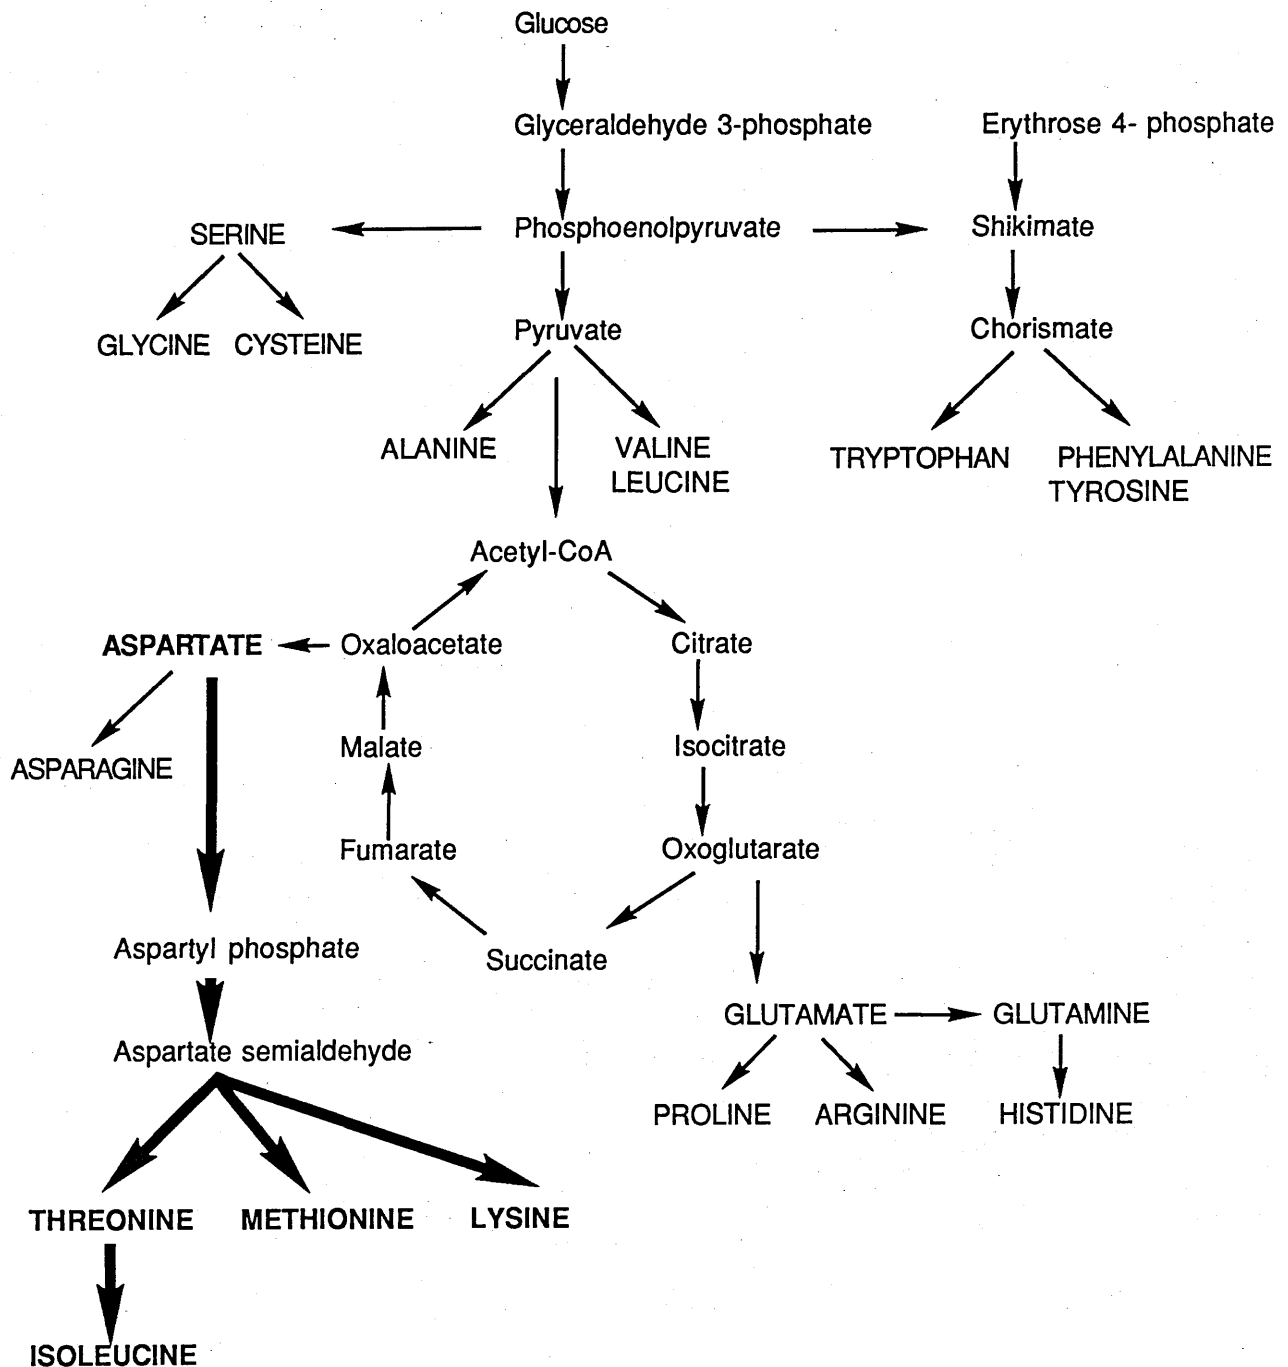 Glucose
Glyceraldehyde 3-phosphate
Erythrose 4- phosphate
SERINE
Phosphoenolpyruvate
Shikimate
GLYCINE
CYSTEINE
Pyruvate
Chorismate
ALANINE
VALINE
LEUCINE
TRYPTOPHAN
PHENYLALANINE
TYROSINE
Acetyl-CoA
ASPARTATE
Oxaloacetate
Citrate
ASPARAGINE
Malate
Isocitrate
Fumarate
Oxoglutarate
Aspartyl phosphate
Succinate
GLUTAMATE
GLUTAMINE
Aspartate semialdehyde
PROLINE
ARGININE
HISTIDINE
THREONINE
METHIONINE
LYSINE
ISOLEUCINE